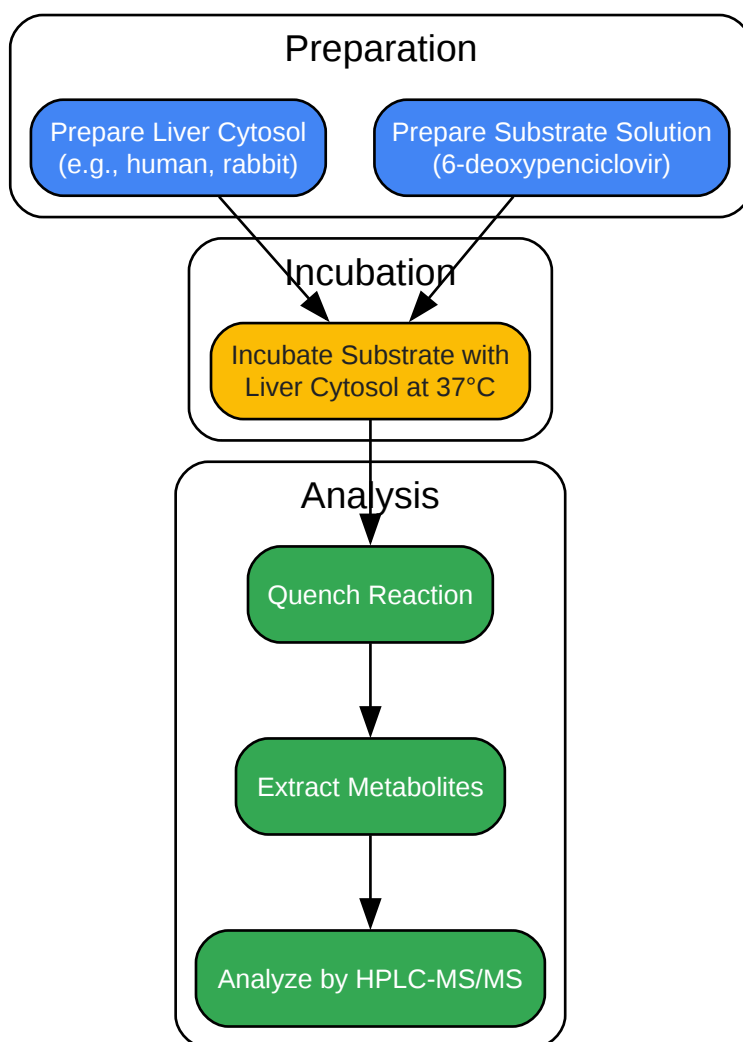 Preparation
Prepare Liver Cytosol
(e.g., human, rabbit)
Prepare Substrate Solution
(6-deoxypenciclovir)
Incubation
Incubate Substrate with
Liver Cytosol at 37°C
Analysis
Quench Reaction
Extract Metabolites
Analyze by HPLC-MS/MS